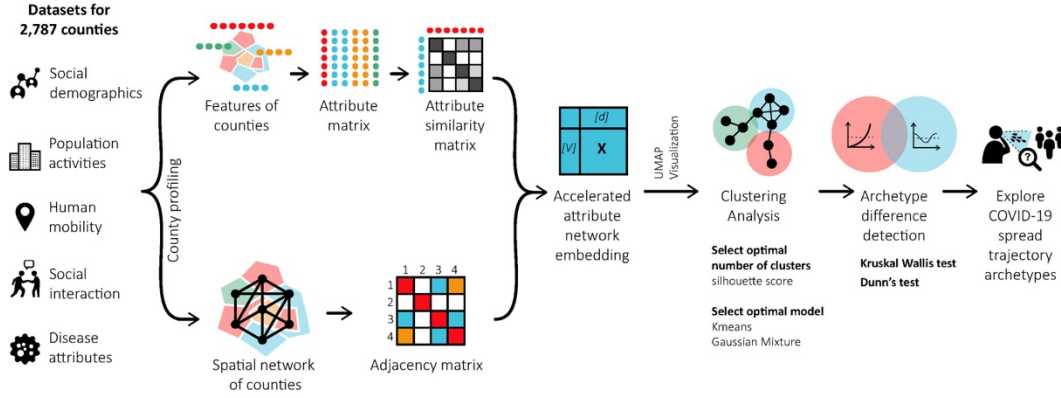 Datasets for
2,787 counties
Social
demographics
Population
activities
Human
mobility
Social
interaction
Disease
attributes
County profiling
Features of
counties
Attribute
matrix
Attribute
similarity
matrix
Spatial network
of counties
1 2 3 4
1
2
3
4
Adjacency matrix
[d]
[V] X
Accelerated
attribute
network
embedding
UMAP
Visualization
Clustering
Analysis
Select optimal
number of clusters
silhouette score
Select optimal model
Kmeans
Gaussian Mixture
Archetype
difference
detection
Kruskal Wallis test
Dunn's test
?
Explore
COVID-19
spread
trajectory
archetypes